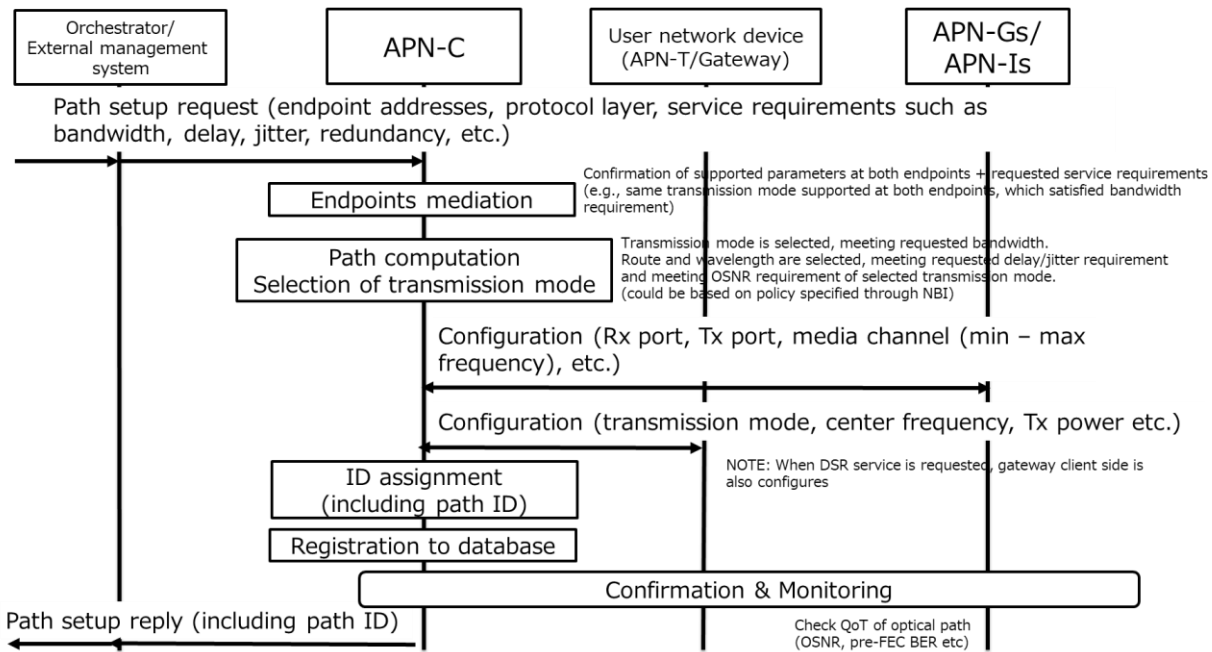 Orchestrator/
External management
system
APN-C
User network device
(APN-T/Gateway)
APN-Gs/
APN-Is
Path setup request (endpoint addresses, protocol layer, service requirements such as
bandwidth, delay, jitter, redundancy, etc.)
Endpoints mediation
Confirmation of supported parameters at both endpoints + requested service requirements
(e.g., same transmission mode supported at both endpoints, which satisfied bandwidth
requirement)
Path computation
Selection of transmission mode
Transmission mode is selected, meeting requested bandwidth.
Route and wavelength are selected, meeting requested delay/jitter requirement
and meeting OSNR requirement of selected transmission mode.
(could be based on policy specified through NBI)
Configuration (Rx port, Tx port, media channel (min – max
frequency), etc.)
Configuration (transmission mode, center frequency, Tx power etc.)
NOTE: When DSR service is requested, gateway client side is
also configures
ID assignment
(including path ID)
Registration to database
Confirmation & Monitoring
Path setup reply (including path ID)
Check QoT of optical path
(OSNR, pre-FEC BER etc)